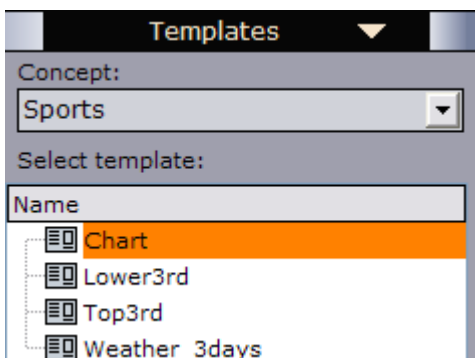 Templates
Concept:
Sports
Select template:
Name
Chart
Lower3rd
Top3rd
Weather_3days